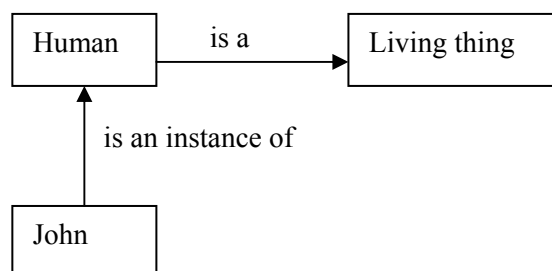 Human
is a
Living thing
is an instance of
John